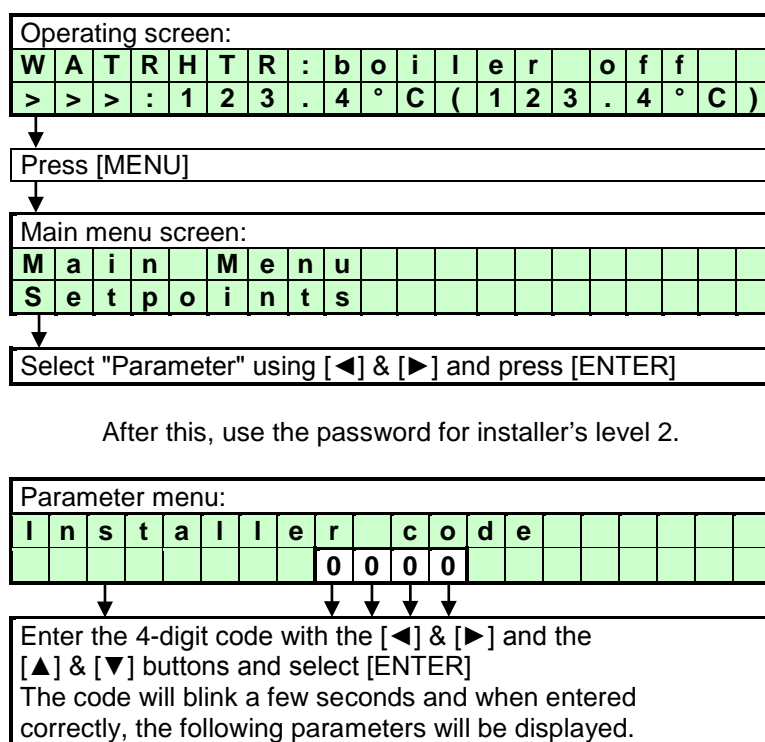 Operating screen:
WATRHTR:boiler off
>>>:123.4°C(123.4°C)
Press [MENU]
Main menu screen:
Main Menu
Setpoints
Select "Parameter" using [◄] & [►] and press [ENTER]
After this, use the password for installer’s level 2.
Parameter menu:
Installer code
0000
Enter the 4-digit code with the [◄] & [►] and the
[▲] & [▼] buttons and select [ENTER]
The code will blink a few seconds and when entered
correctly, the following parameters will be displayed.